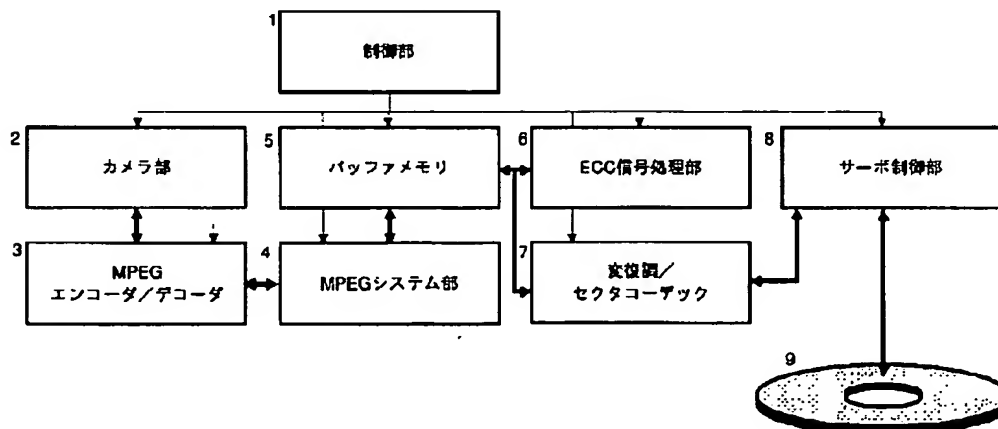 1
制御部
2
カメラ部
5
バッファメモリ
6
ECC信号処理部
8
サーボ制御部
3
MPEG
エンコーダ/デコーダ
4
MPEGシステム部
7
変復調/
セクタコーデック
9